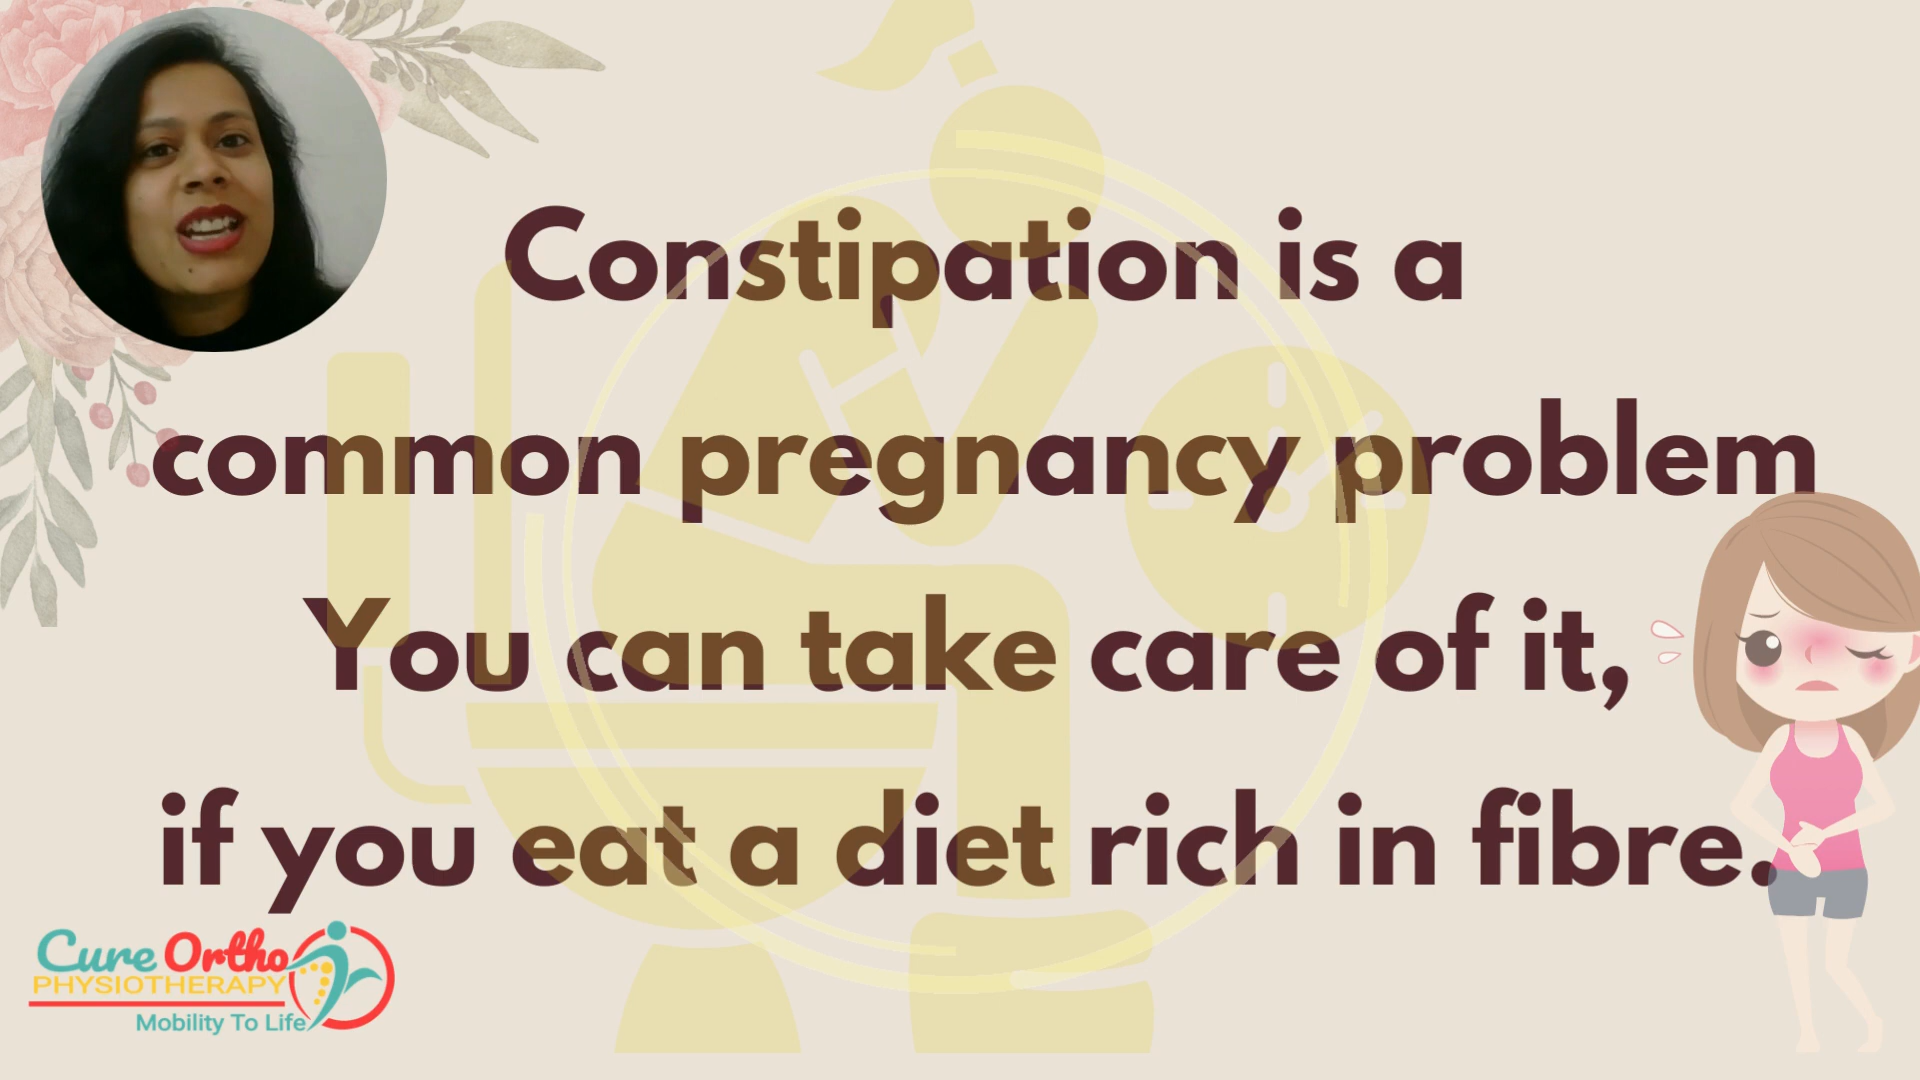 Constipation is a
common pregnancy problem
You can take care of it,
if you eat a diet rich in fibre.
Cure Ortho
PHYSIOTHERAPY
Mobility To Life